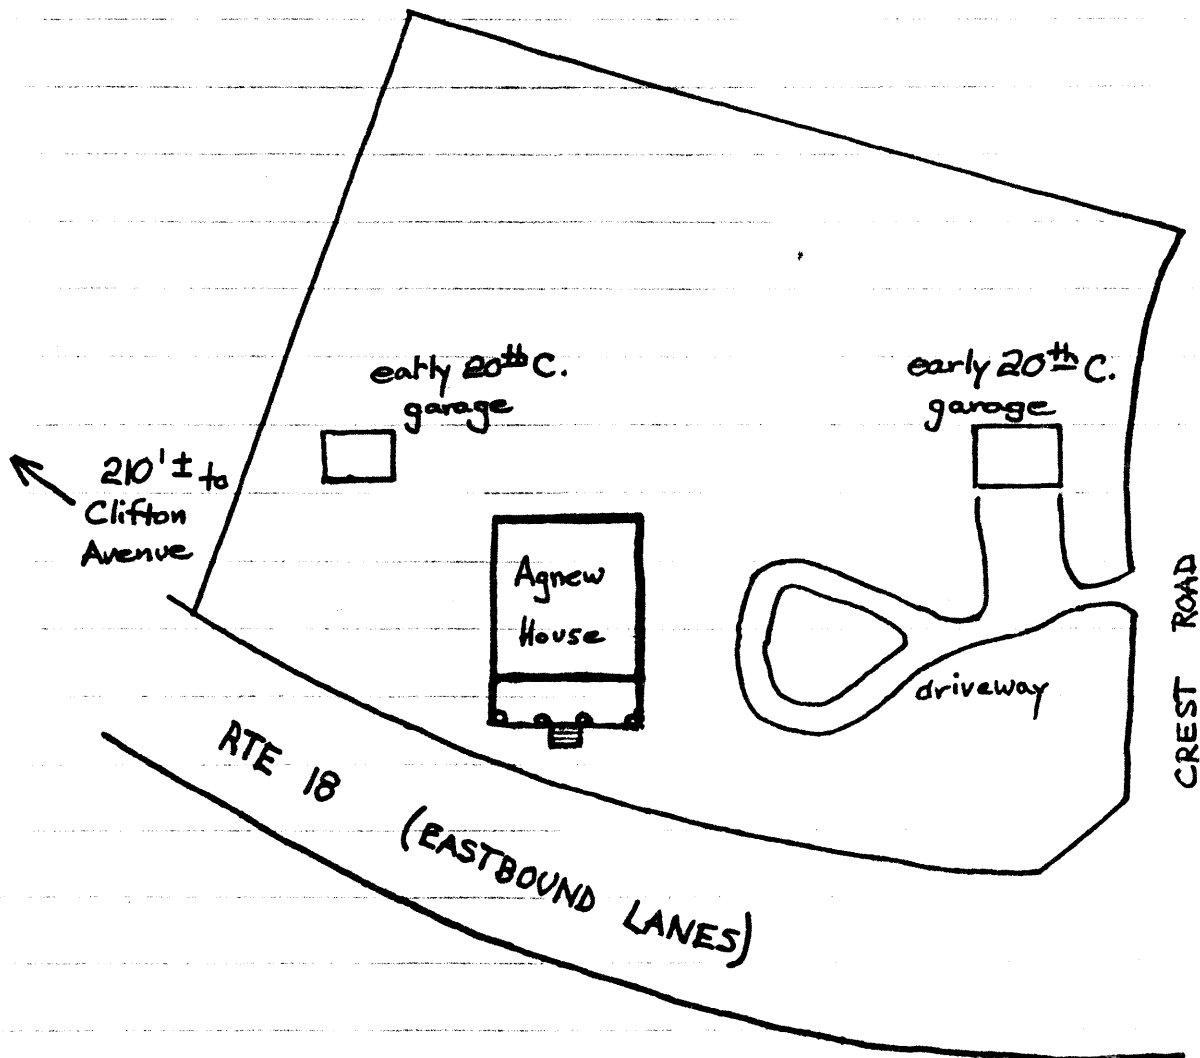 early 20th C.
garage
early 20th C.
garage
210' ± to
Clifton
Avenue
Agnew
House
driveway
CREST ROAD
RTE 18 (EASTBOUND LANES)